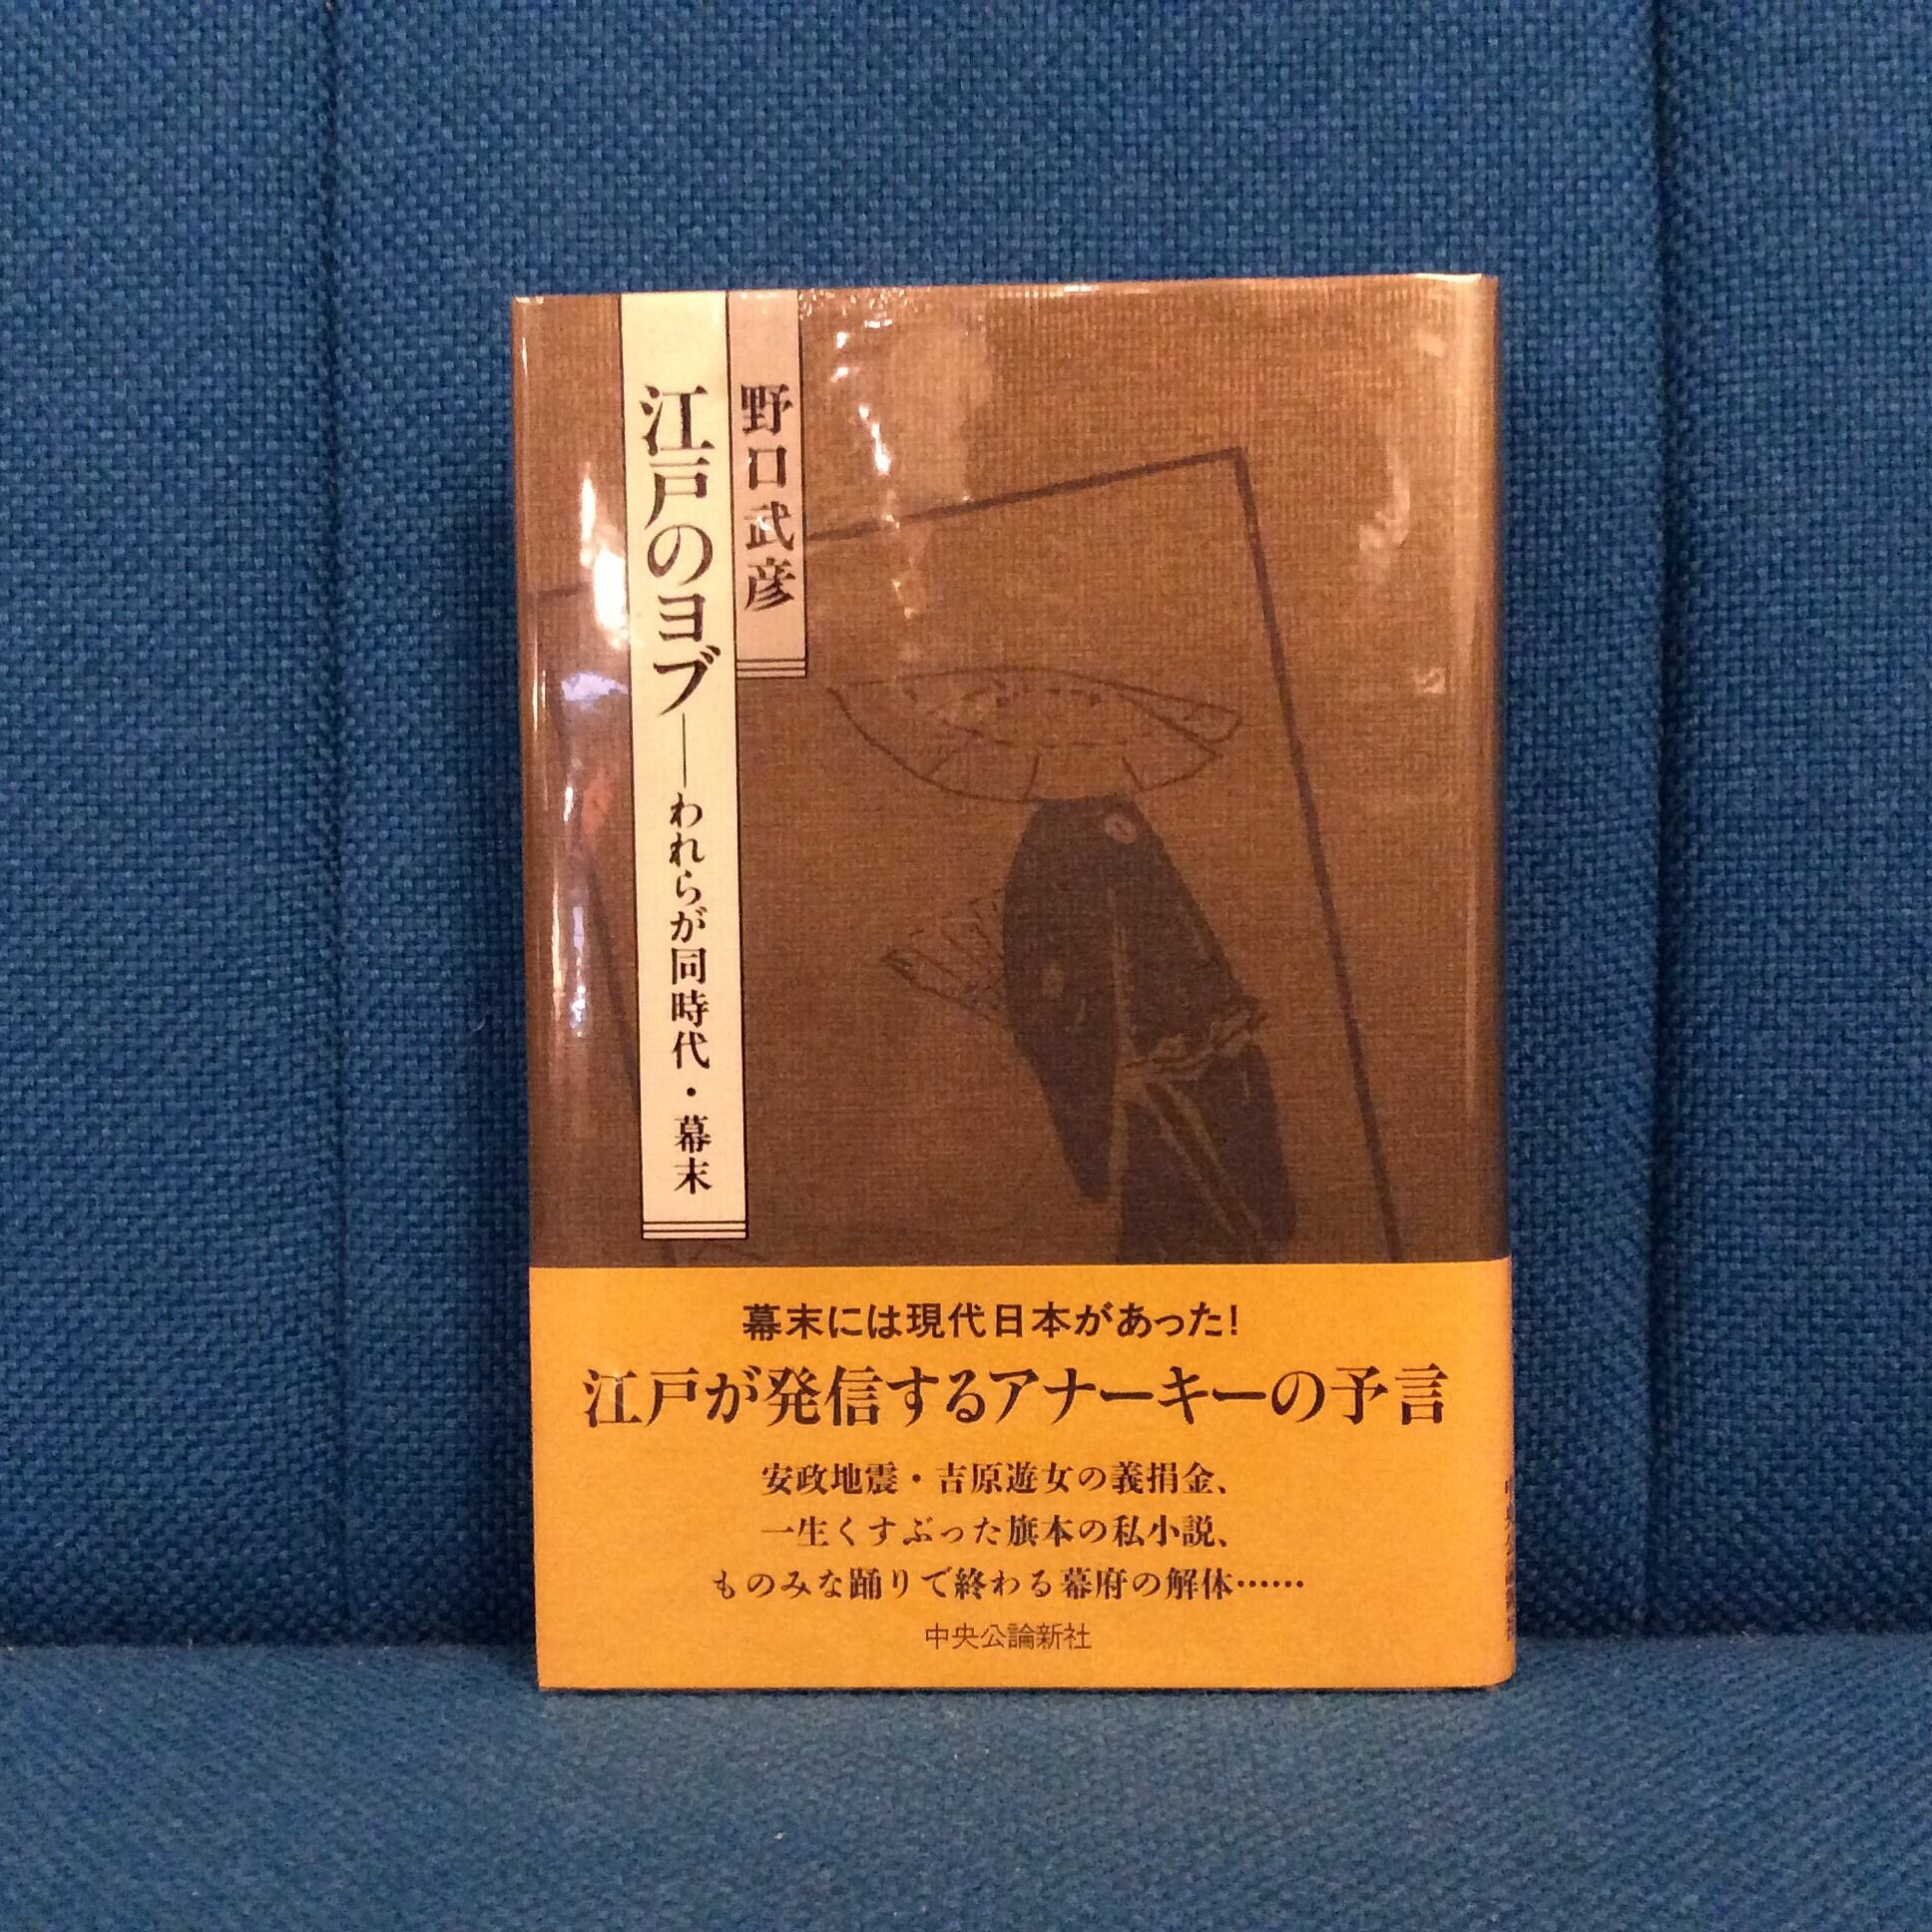 野口武彦
江戸のヨブ―われらが同時代・幕末
幕末には現代日本があった!
江戸が発信するアナーキーの予言
安政地震・吉原遊女の義捐金、
一生くすぶった旗本の私小説、
ものみな踊りで終わる幕府の解体……
中央公論新社